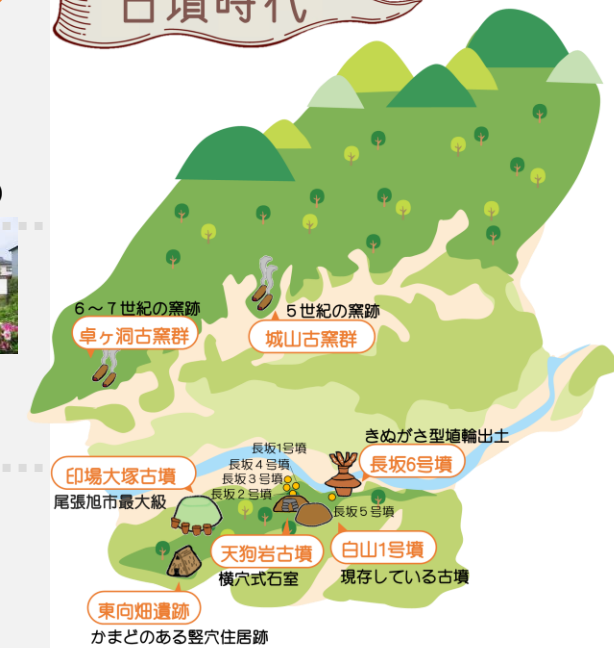 古墳時代
6～7世紀の窯跡
卓ヶ洞古窯群
5世紀の窯跡
城山古窯群
きぬがさ型埴輪出土
長坂6号墳
長坂1号墳
長坂4号墳
長坂3号墳
長坂2号墳
長坂5号墳
印場大塚古墳
尾張旭市最大級
天狗岩古墳
横穴式石室
白山1号墳
現存している古墳
東向畑遺跡
かまどのある竪穴住居跡